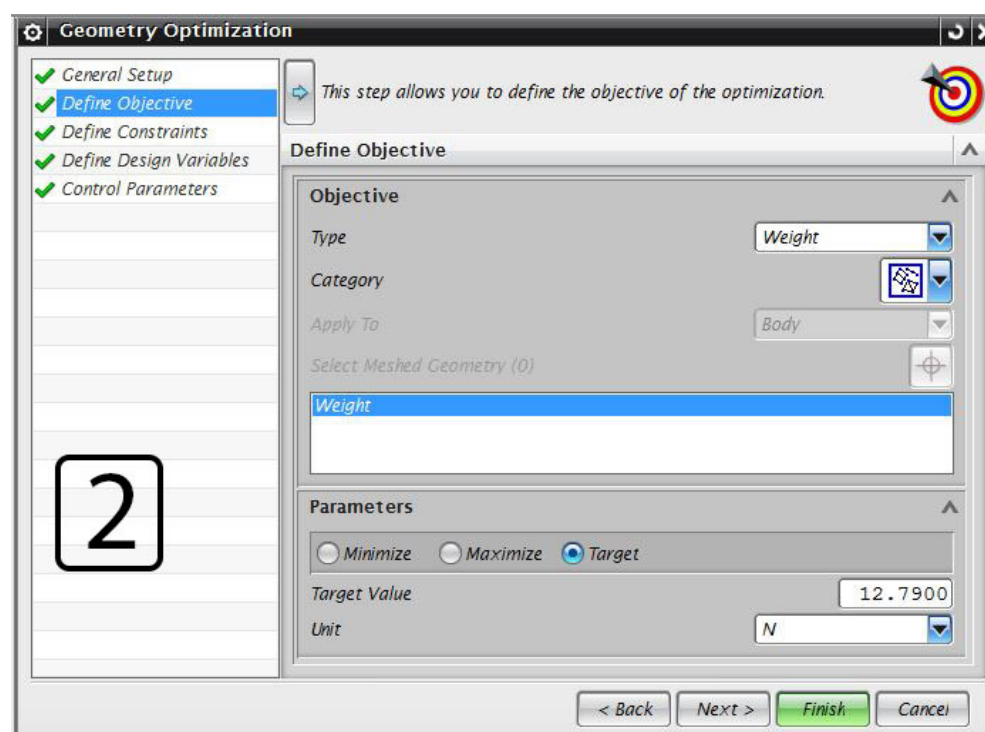 Geometry Optimization
General Setup
Define Objective
Define Constraints
Define Design Variables
Control Parameters
2
This step allows you to define the objective of the optimization.
Define Objective
Objective
Type Weight
Category
Apply To Body
Select Meshed Geometry (0)
Weight
Parameters
Minimize Maximize Target
Target Value 12.7900
Unit N
< Back Next > Finish Cancel